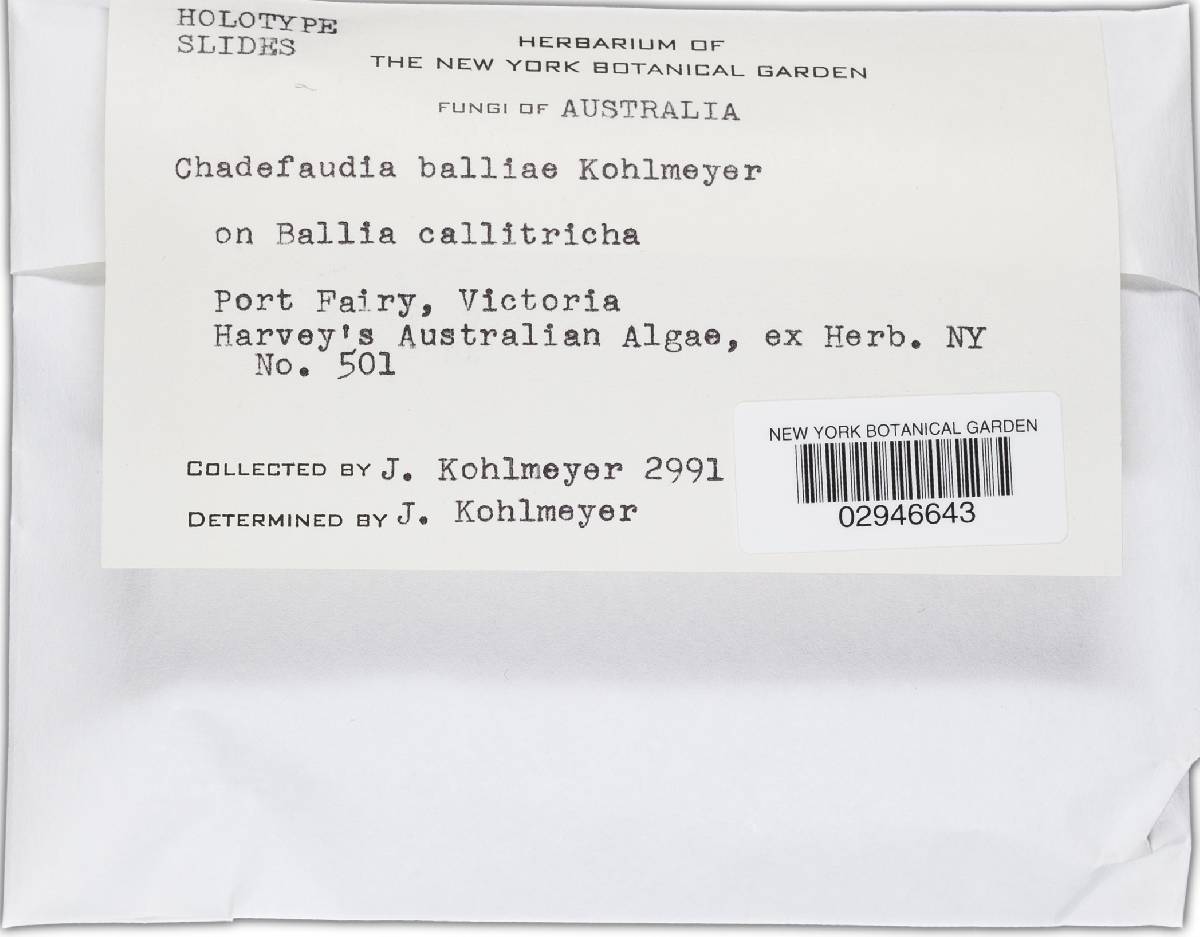 HOLOTYPE
SLIDES
HERBARIUM OF
THE NEW YORK BOTANICAL GARDEN
FUNGI OF AUSTRALIA
Chadefaudia balliae Kohlmeyer
on Ballia callitricha
Port Fairy, Victoria
Harvey's Australian Algae, ex Herb. NY
No. 501
COLLECTED BY J. Kohlmeyer 2991
DETERMINED BY J. Kohlmeyer
NEW YORK BOTANICAL GARDEN
02946643